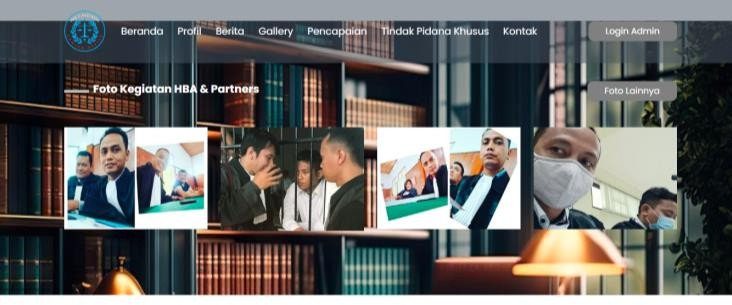 Beranda Profil Berita Gallery Pencapaian Tindak Pidana Khusus Kontak Login Admin
Foto Kegiatan HBA & Partners Foto Lainnya